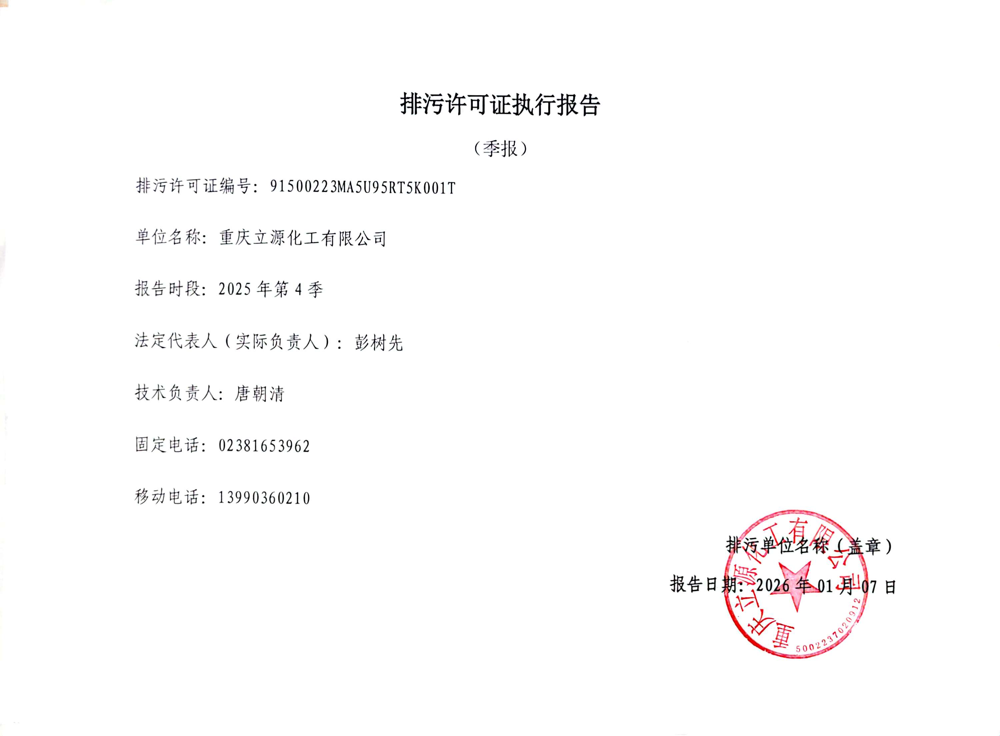 排污许可证执行报告
（季报）
排污许可证编号：91500223MA5U95RT5K001T
单位名称：重庆立源化工有限公司
报告时段：2025 年第 4 季
法定代表人（实际负责人）：彭树先
技术负责人：唐朝清
固定电话：02381653962
移动电话：13990360210
排污单位名称（盖章）
报告日期：2026 年 01 月 07 日
重庆立源化工有限公司
5002237020912